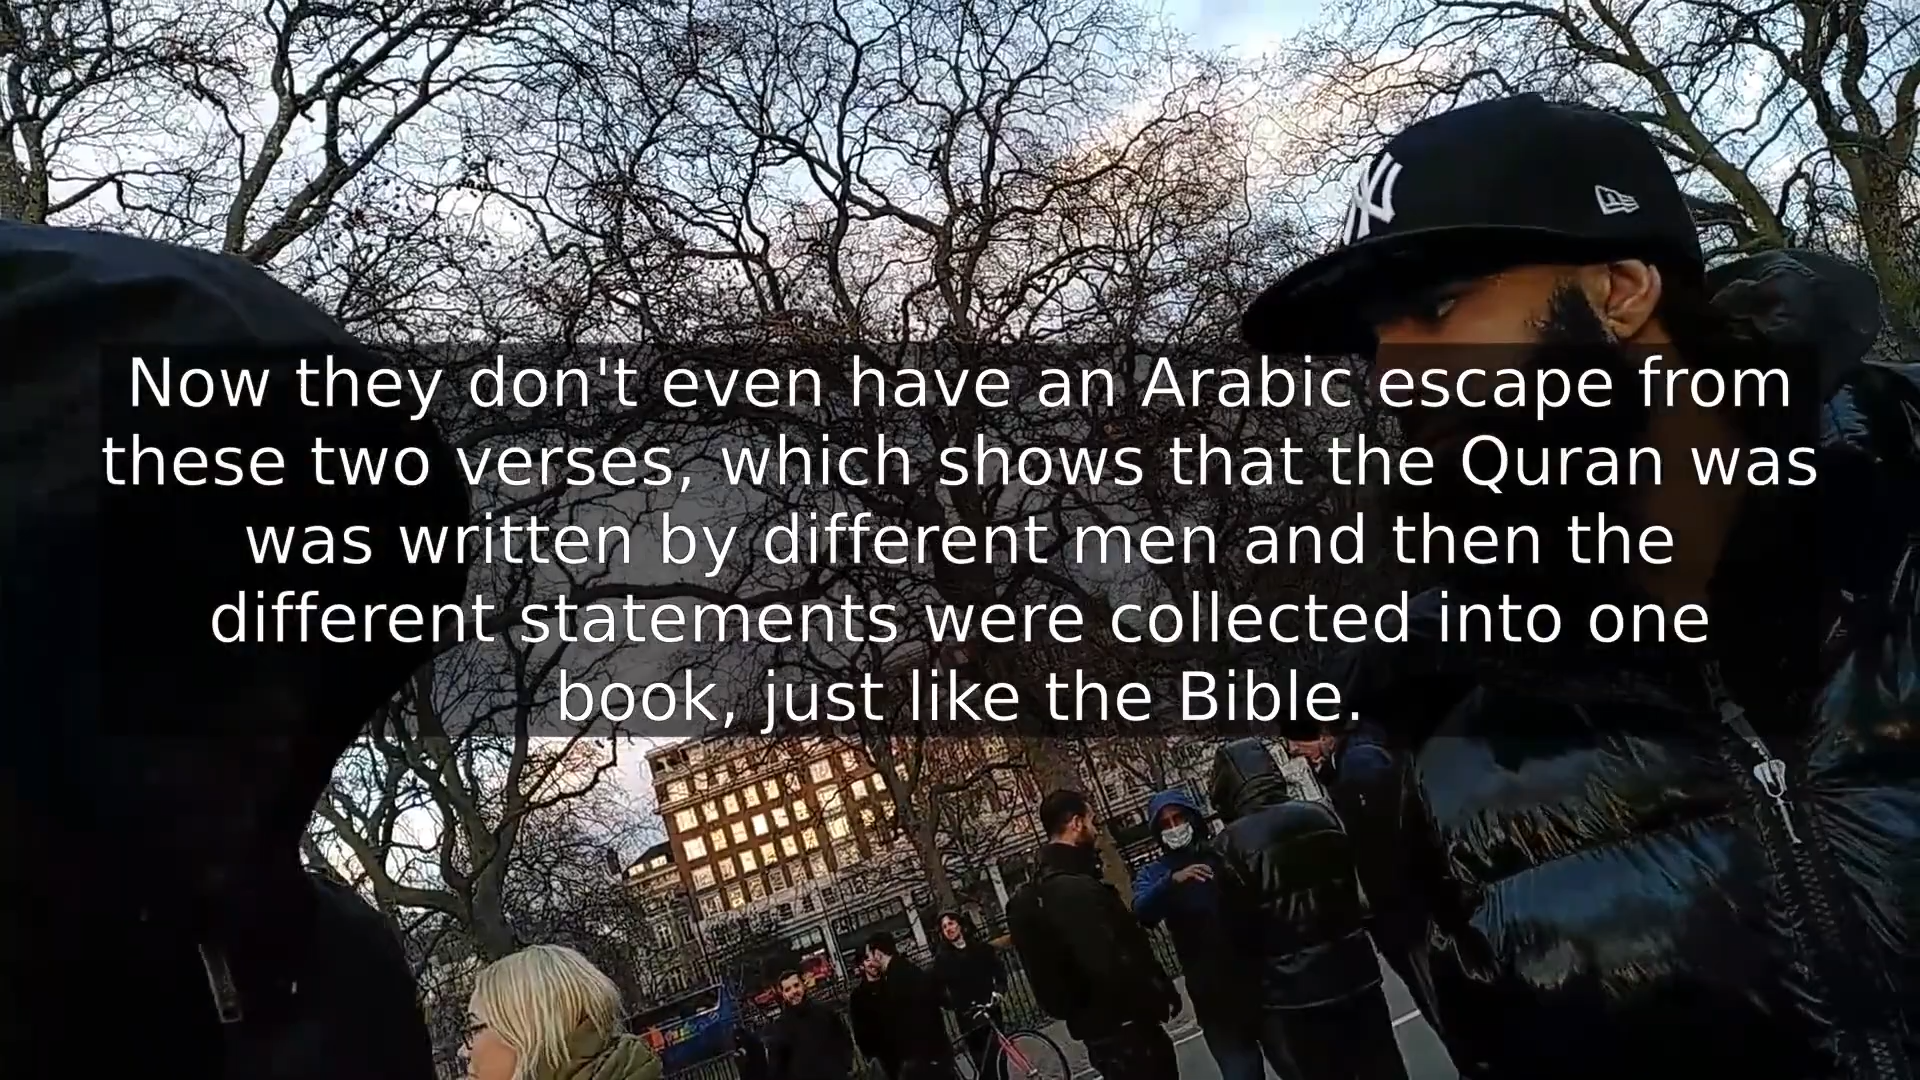 Now they don't even have an Arabic escape from
these two verses, which shows that the Quran was
was written by different men and then the
different statements were collected into one
book, just like the Bible.
NY